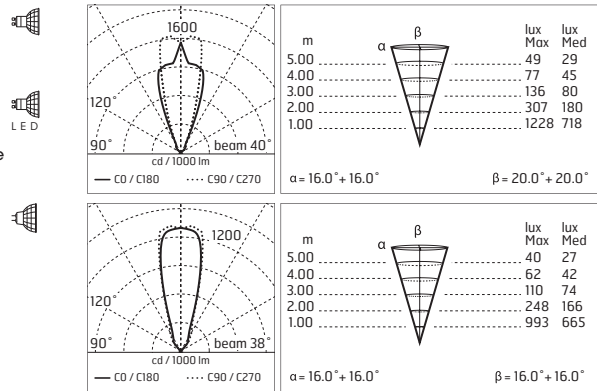 LED
e
1600
120°
90°
beam 40°
cd / 1000 lm
C0 / C180
C90 / C270
β
α
m
lux Max
lux Med
5.00 49 29
4.00 77 45
3.00 136 80
2.00 307 180
1.00 1228 718
α= 16.0°+ 16.0°
β= 20.0°+ 20.0°
1200
120°
90°
beam 38°
cd / 1000 lm
C0 / C180
C90 / C270
β
α
m
lux Max
lux Med
5.00 40 27
4.00 62 42
3.00 110 74
2.00 248 166
1.00 993 665
α= 16.0°+ 16.0°
β= 16.0°+ 16.0°